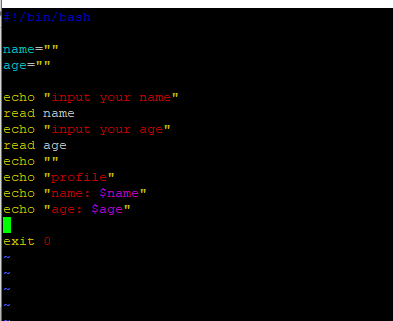 #!/bin/bash

name=""
age=""

echo "input your name"
read name
echo "input your age"
read age
echo ""
echo "profile"
echo "name: $name"
echo "age: $age"

exit 0
~
~
~
~
~